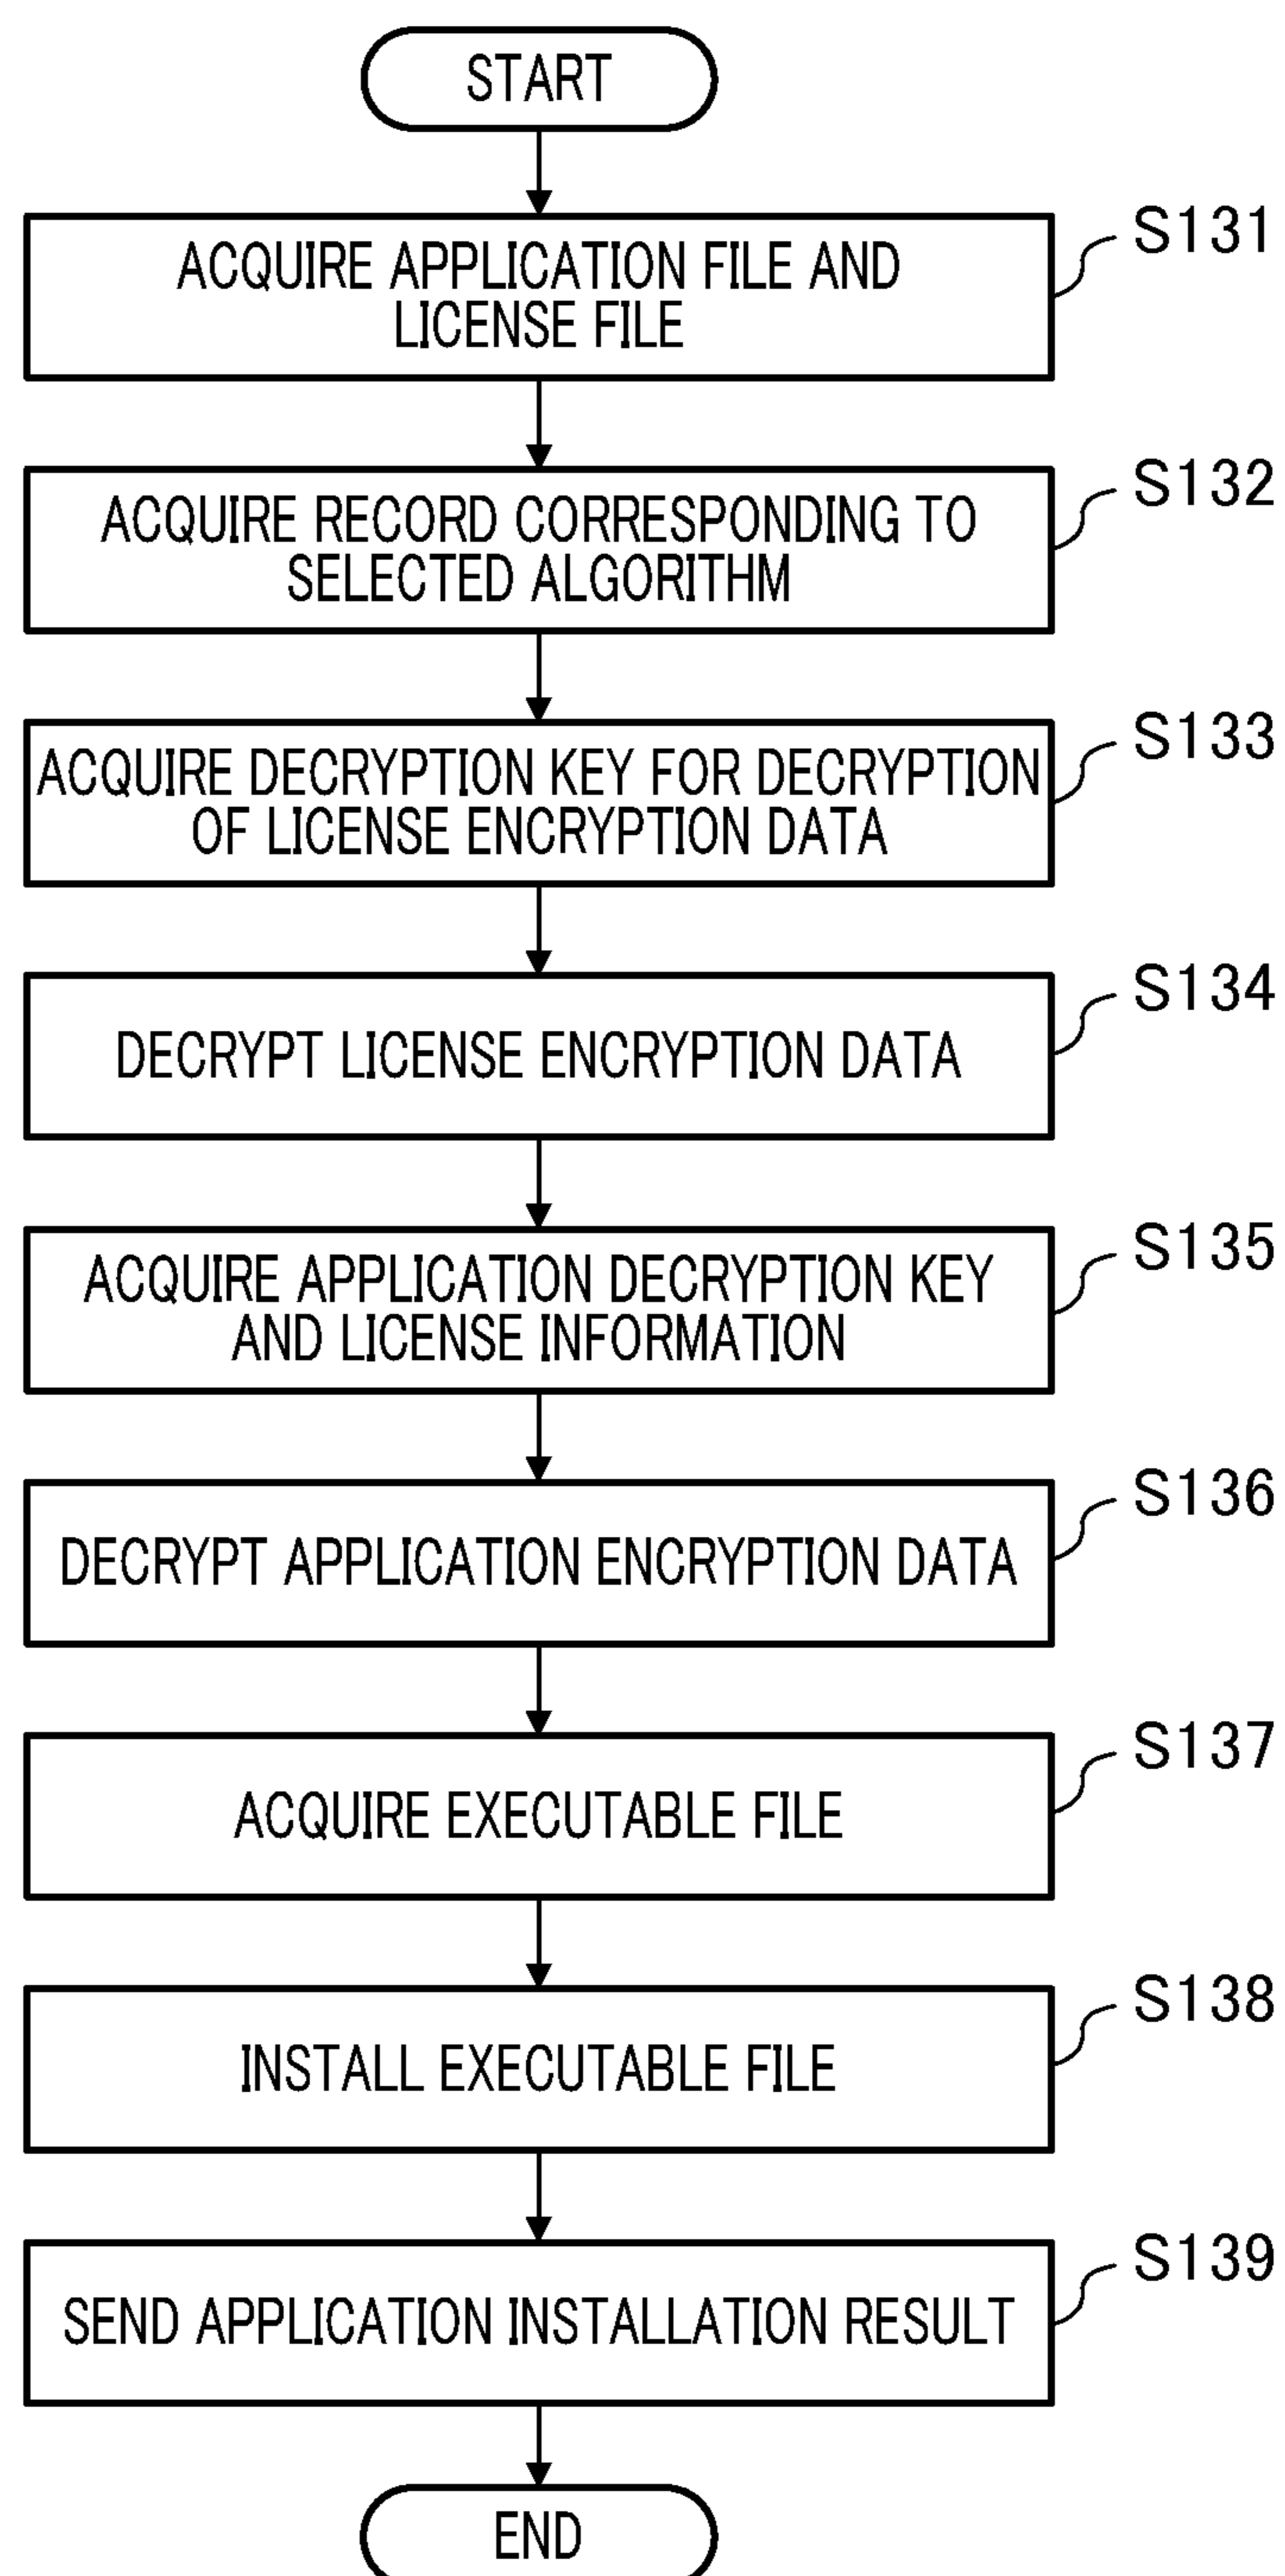 START
S131
ACQUIRE APPLICATION FILE AND
LICENSE FILE
S132
ACQUIRE RECORD CORRESPONDING TO
SELECTED ALGORITHM
S133
ACQUIRE DECRYPTION KEY FOR DECRYPTION
OF LICENSE ENCRYPTION DATA
S134
DECRYPT LICENSE ENCRYPTION DATA
S135
ACQUIRE APPLICATION DECRYPTION KEY
AND LICENSE INFORMATION
S136
DECRYPT APPLICATION ENCRYPTION DATA
S137
ACQUIRE EXECUTABLE FILE
S138
INSTALL EXECUTABLE FILE
S139
SEND APPLICATION INSTALLATION RESULT
END